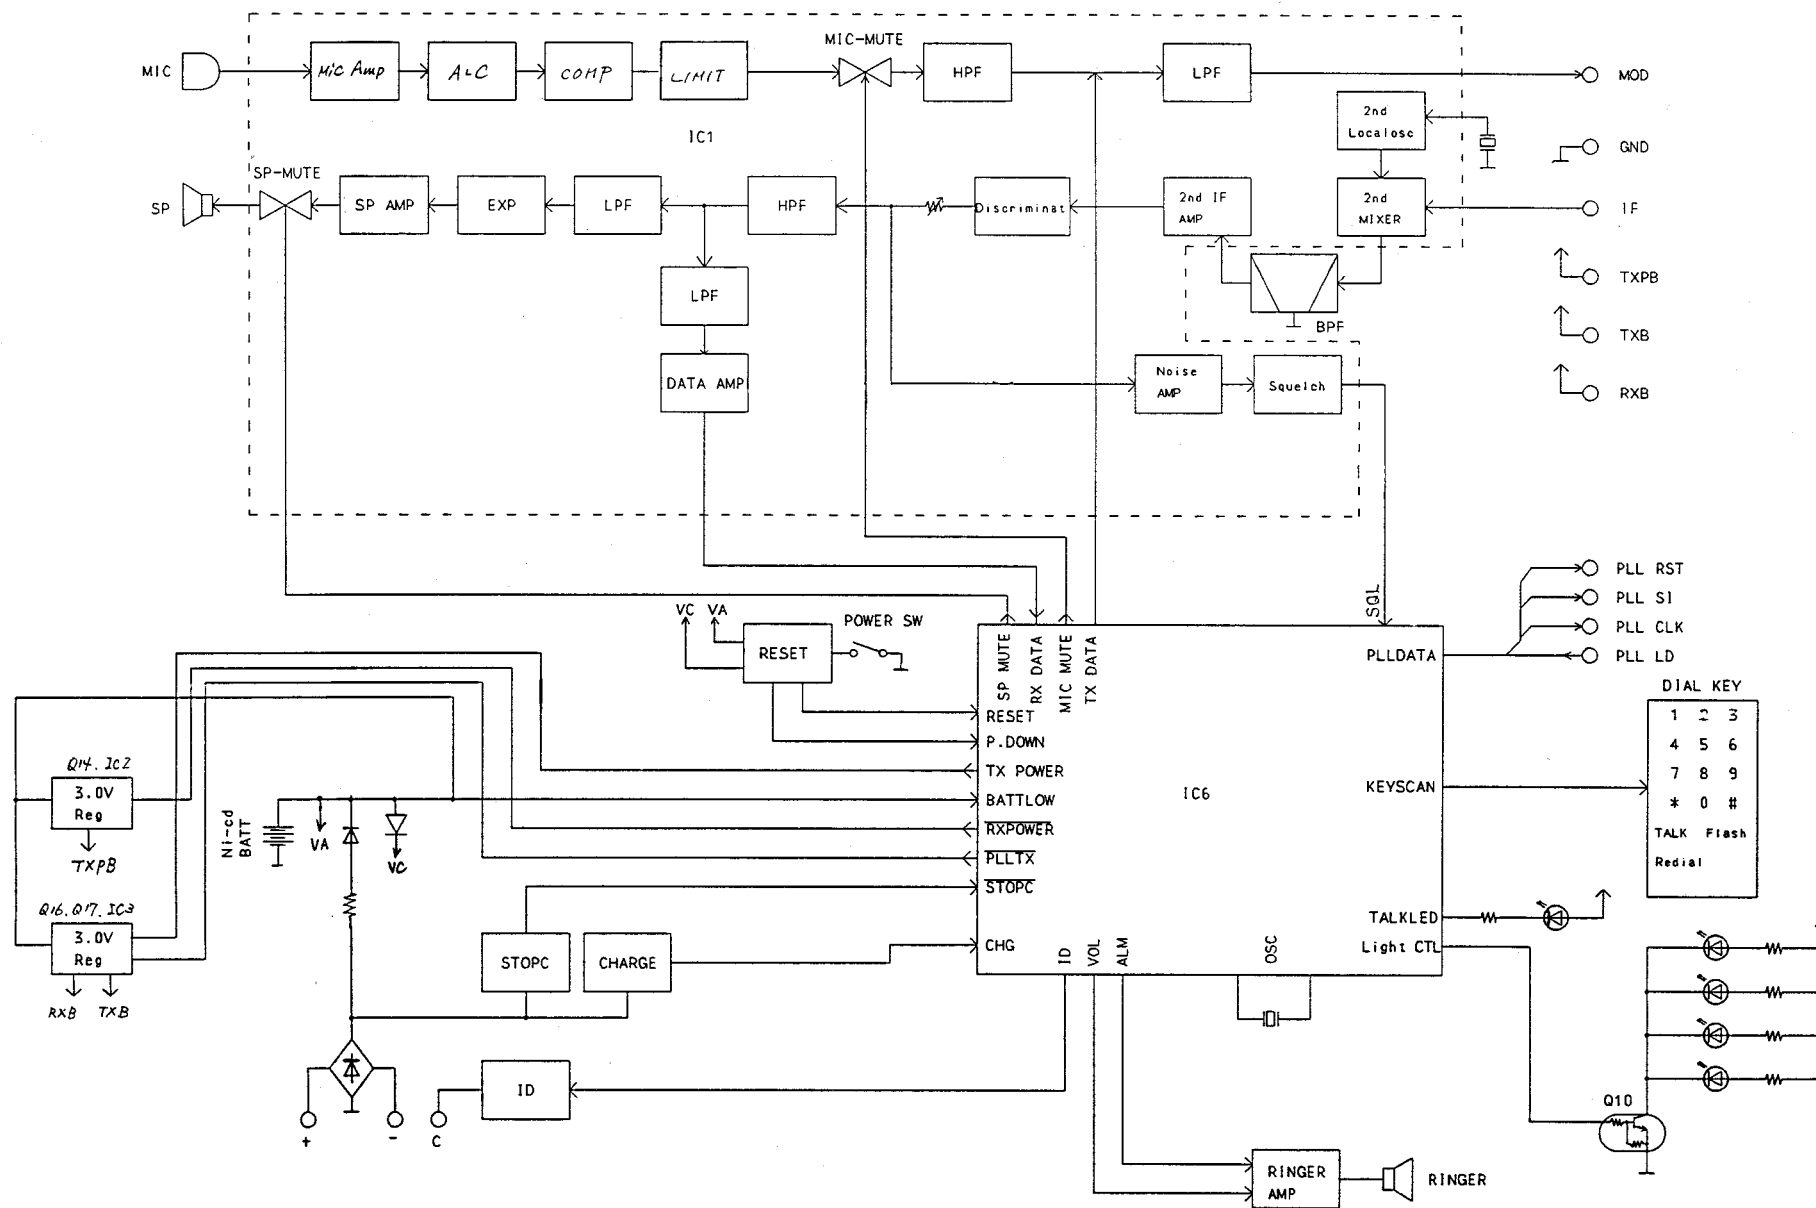 MIC
Mic Amp
ALC
COMP
LIMIT
MIC-MUTE
HPF
LPF
MOD
IC1
2nd
Localosc
GND
SP
SP-MUTE
SP AMP
EXP
LPF
HPF
Discriminat
2nd IF
AMP
2nd
MIXER
IF
LPF
BPF
TXPB
TXB
RXB
DATA AMP
Noise
AMP
Squelch
SQL
PLL RST
PLL SI
PLL CLK
PLL LD
VC
VA
RESET
POWER SW
SP MUTE
RX DATA
MIC MUTE
TX DATA
PLLDATA
DIAL KEY
1 2 3
4 5 6
7 8 9
* 0 #
TALK Flash
Redial
RESET
P.DOWN
TX POWER
BATTLOW
RXPOWER
PLLTX
STOPC
CHG
IC6
KEYSCAN
TALKLED
Light CTL
ID
VOL
ALM
OSC
Q14. IC2
3.0V
Reg
TXPB
Q16. Q17. IC3
3.0V
Reg
RXB TXB
Ni-cd
BATT
VA
VC
STOPC
CHARGE
ID
+
-
C
Q10
RINGER
AMP
RINGER